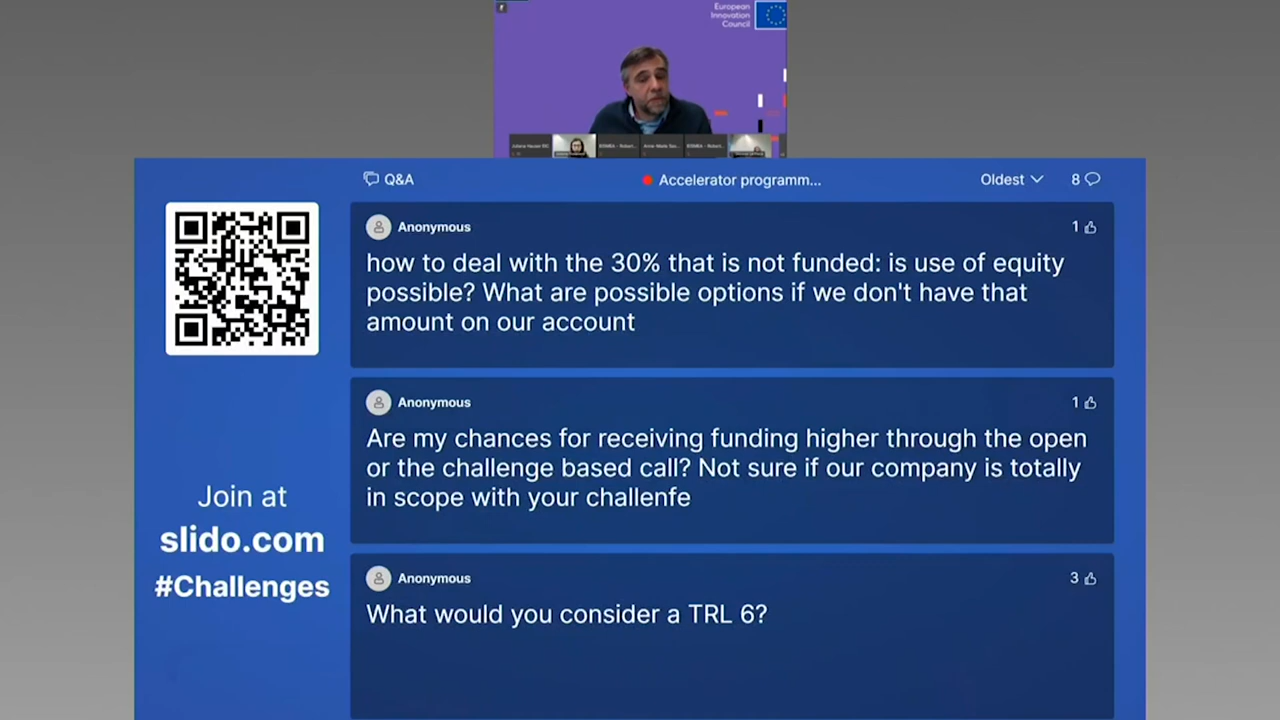 European
Innovation
Council
Q&A
Accelerator programm...
Oldest
8
Anonymous
1
how to deal with the 30% that is not funded: is use of equity
possible? What are possible options if we don't have that
amount on our account
Anonymous
1
Are my chances for receiving funding higher through the open
or the challenge based call? Not sure if our company is totally
in scope with your challenfe
Anonymous
3
What would you consider a TRL 6?
Join at
slido.com
#Challenges